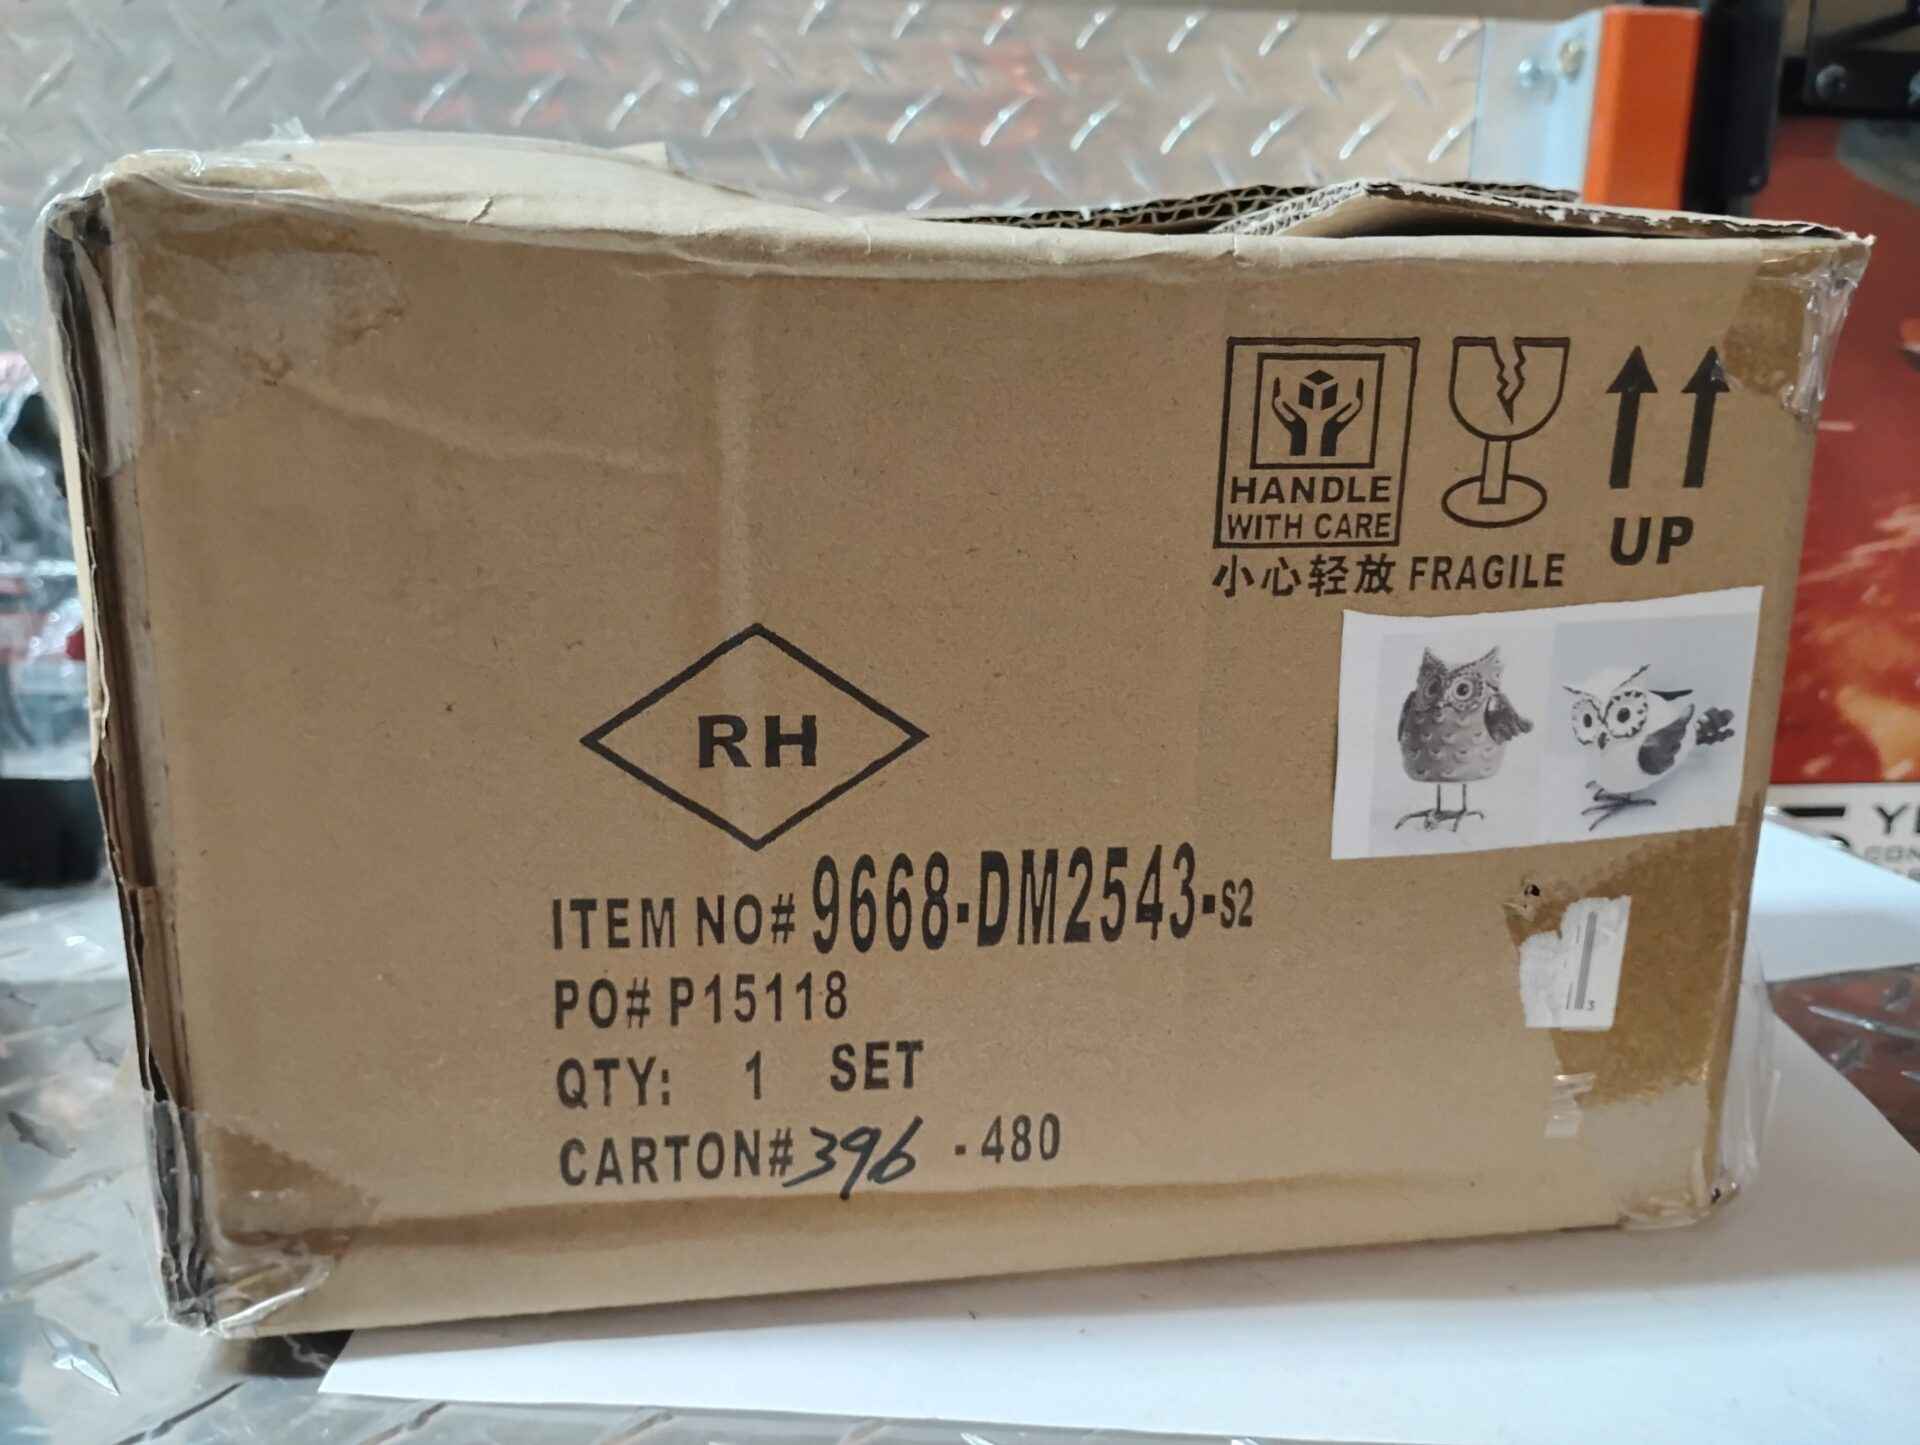 HANDLE
WITH CARE
小心轻放 FRAGILE
UP
RH
ITEM NO# 9668-DM2543-S2
PO# P15118
QTY: 1 SET
CARTON# 396 - 480
3